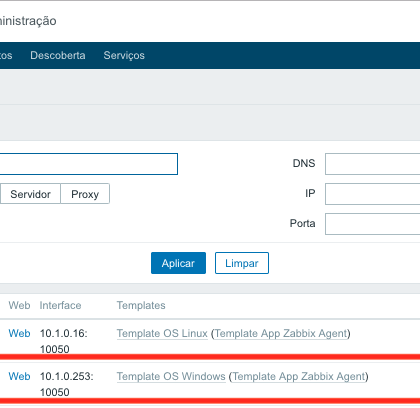 ministração
tos Descoberta Serviços
DNS
Servidor Proxy IP
Porta
Aplicar Limpar
Web Interface Templates
Web 10.1.0.16: Template OS Linux (Template App Zabbix Agent)
10050
Web 10.1.0.253: Template OS Windows (Template App Zabbix Agent)
10050